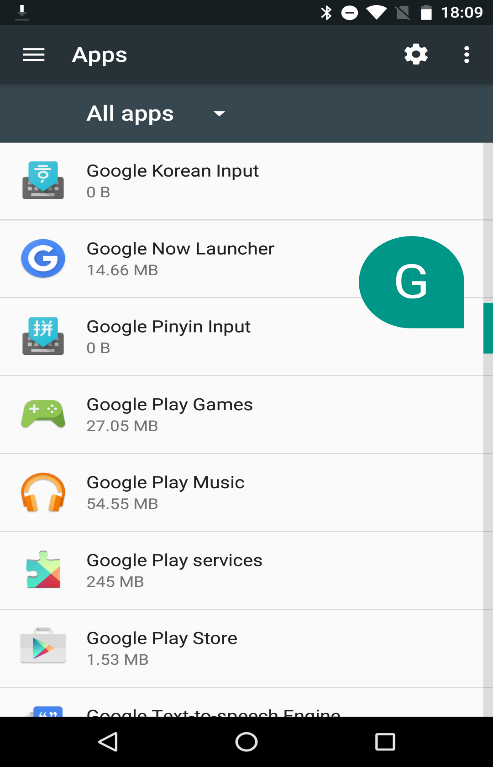 18:09
Apps
All apps
Google Korean Input
0 B
Google Now Launcher
14.66 MB
G
Google Pinyin Input
0 B
拼
Google Play Games
27.05 MB
Google Play Music
54.55 MB
Google Play services
245 MB
Google Play Store
1.53 MB
Google Text-to-speech Engine